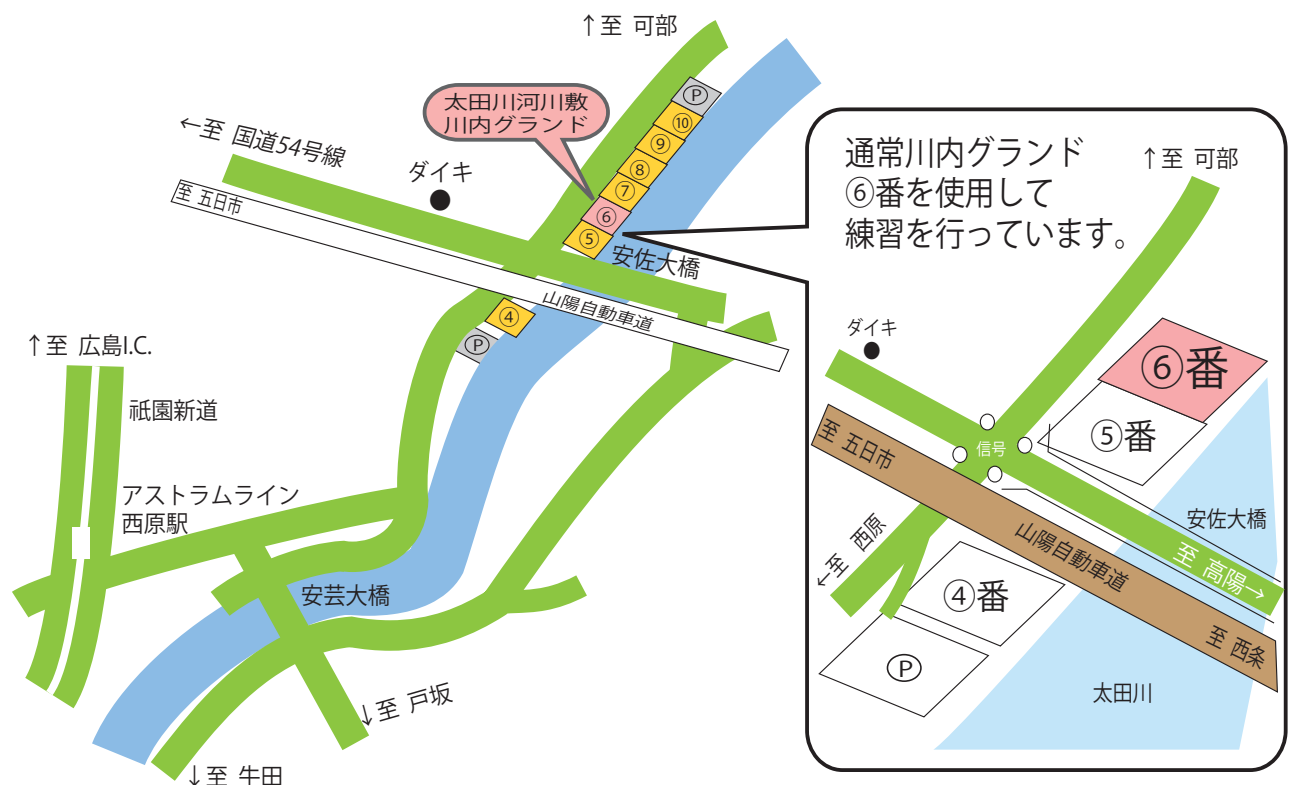 ↑至 可部
太田川河川敷
川内グランド
←至 国道54号線
ダイキ
至 五日市
Ⓟ
⑩
⑨
⑧
⑦
⑥
⑤
安佐大橋
山陽自動車道
④
Ⓟ
↑至 広島I.C.
祇園新道
アストラムライン
西原駅
安芸大橋
↓至 戸坂
↓至 牛田
通常川内グランド
⑥番を使用して
練習を行っています。
↑至 可部
ダイキ
⑥番
⑤番
信号
至 五日市
安佐大橋
山陽自動車道
至 高陽→
←至 西原
④番
至 西条
Ⓟ
太田川